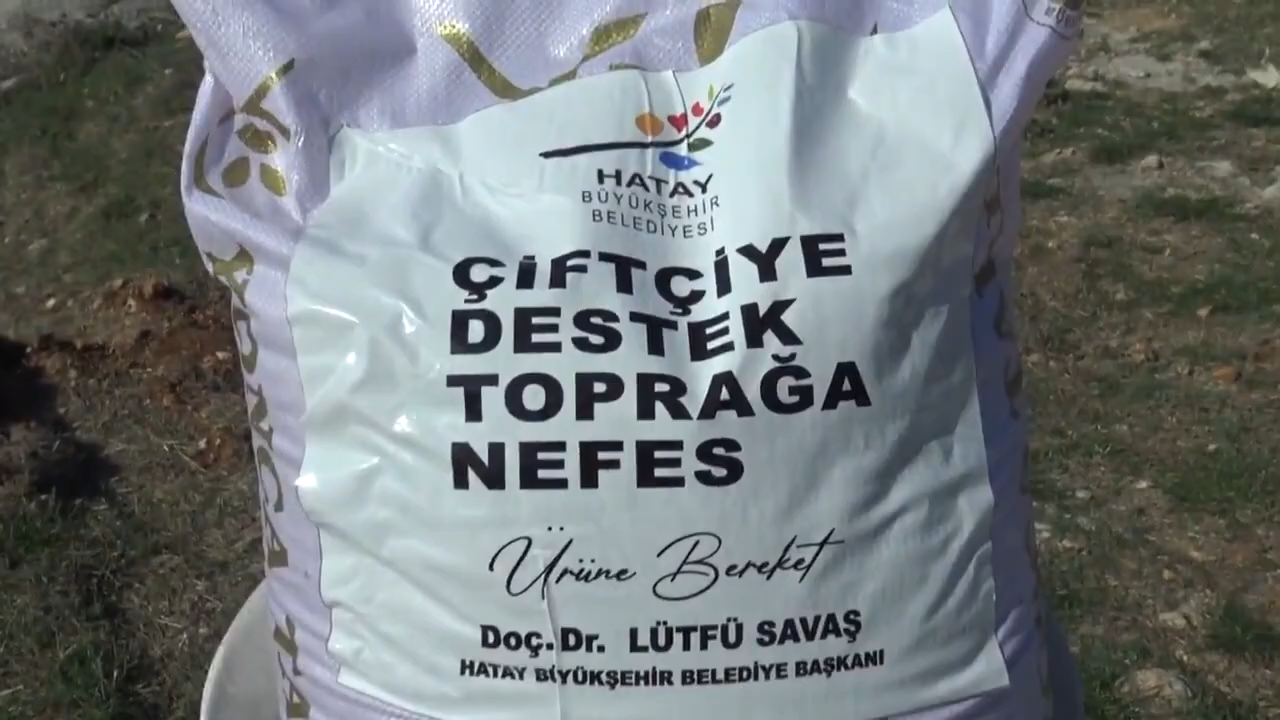 HATAY
BÜYÜKŞEHİR
BELEDİYESİ
ÇİFTÇİYE
DESTEK
TOPRAĞA
NEFES
Ürüne Bereket
Doç. Dr. LÜTFÜ SAVAŞ
HATAY BÜYÜKŞEHİR BELEDİYE BAŞKANI
YONCA